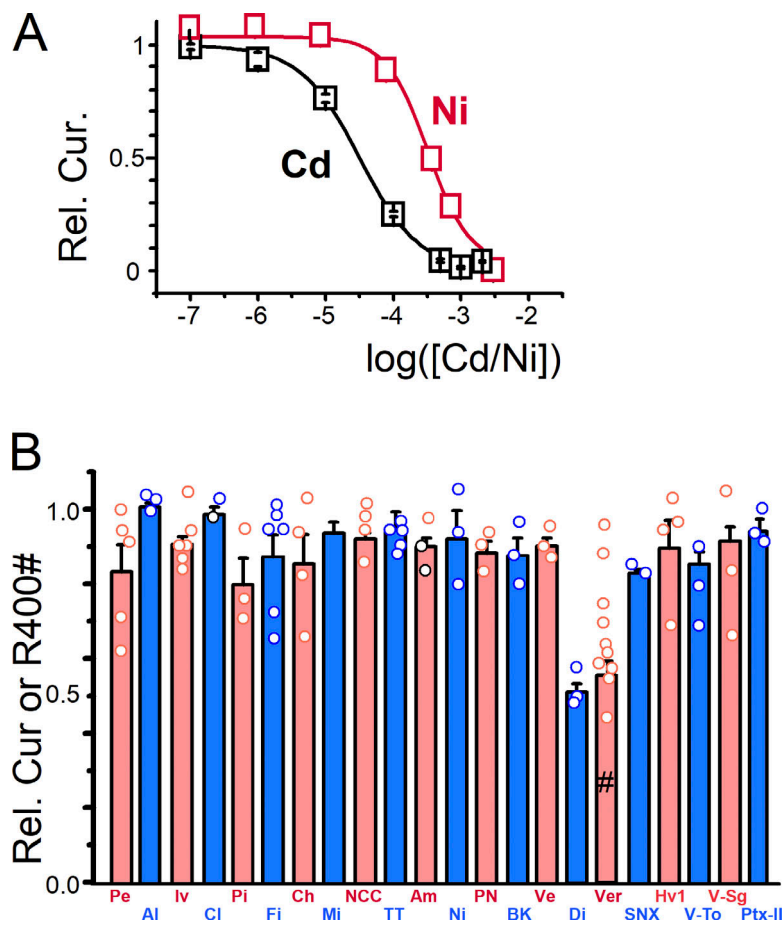 A
1
0.5
0
Rel. Cur.
Ni
Cd
-7 -6 -5 -4 -3 -2
log([Cd/Ni])
B
1.0
0.5
0.0
Rel. Cur or R400#
#
Pe Iv Pi Ch NCC Am PN Ve Ver Hv1 V-Sg
Al Cl Fi Mi TT Ni BK Di SNX V-To Ptx-II